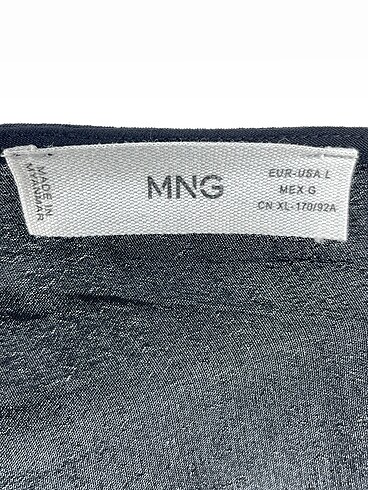 MADE IN
MYANMAR
MNG
EUR-USA L
MEX G
CN XL-170/92A